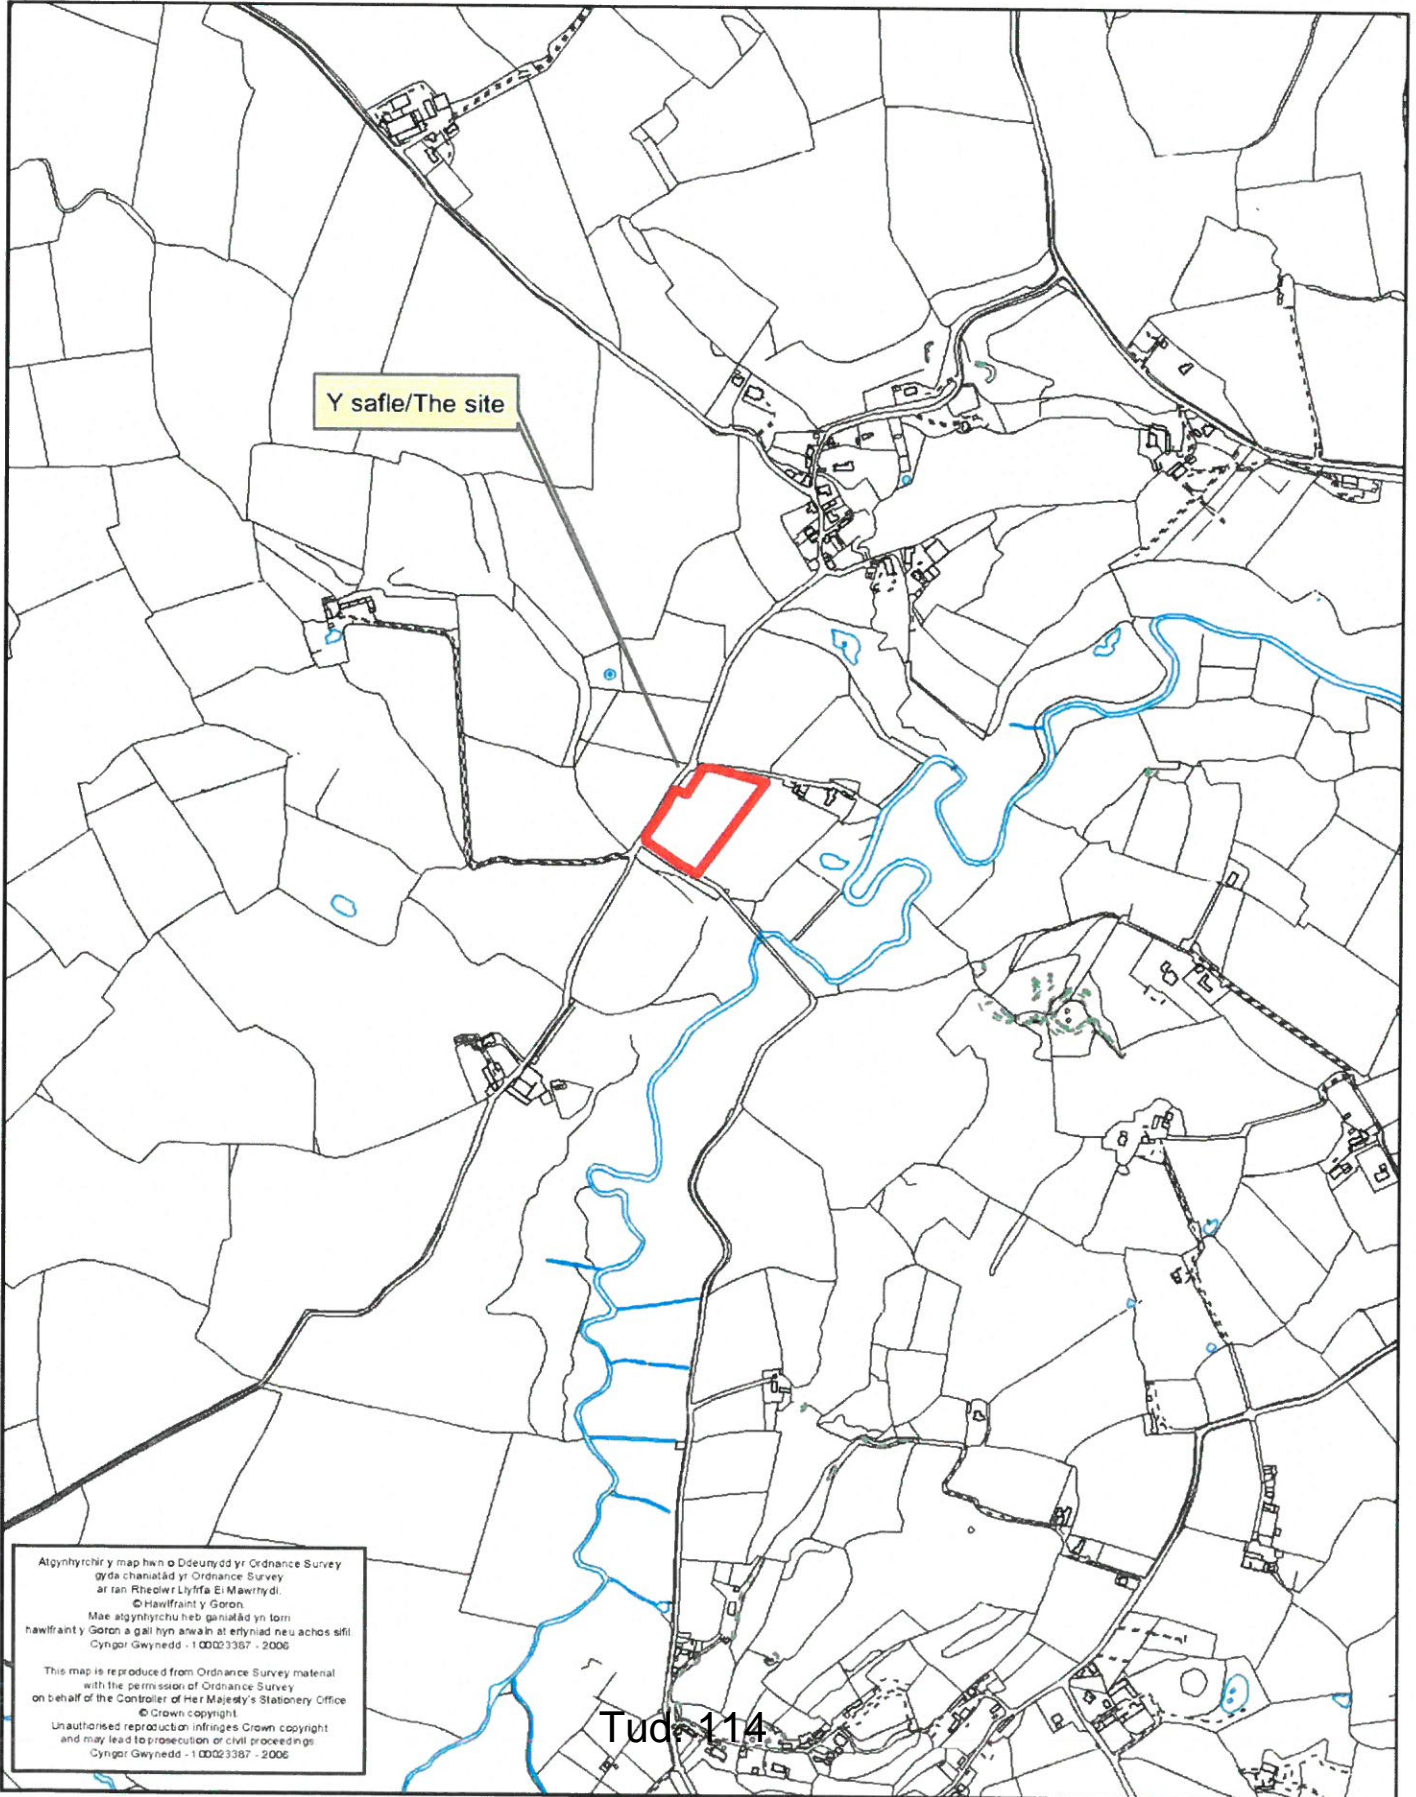 Y safle/The site
Atgynhyrchir y map hwn o Ddeunydd yr Ordnance Survey
gyda chaniatâd yr Ordnance Survey
ar ran Rheolwr Llyfrfa Ei Mawrhydi.
© Hawlfraint y Goron.
Mae atgynhyrchu heb ganiatâd yn torri
hawlfraint y Goron a gall hyn arwain at erlyniad neu achos sifil
Cyngor Gwynedd - 100023387 - 2006
This map is reproduced from Ordnance Survey material
with the permission of Ordnance Survey
on behalf of the Controller of Her Majesty's Stationery Office
© Crown copyright.
Unauthorised reproduction infringes Crown copyright
and may lead to prosecution or civil proceedings
Cyngor Gwynedd - 100023387 - 2006
Tud. 114